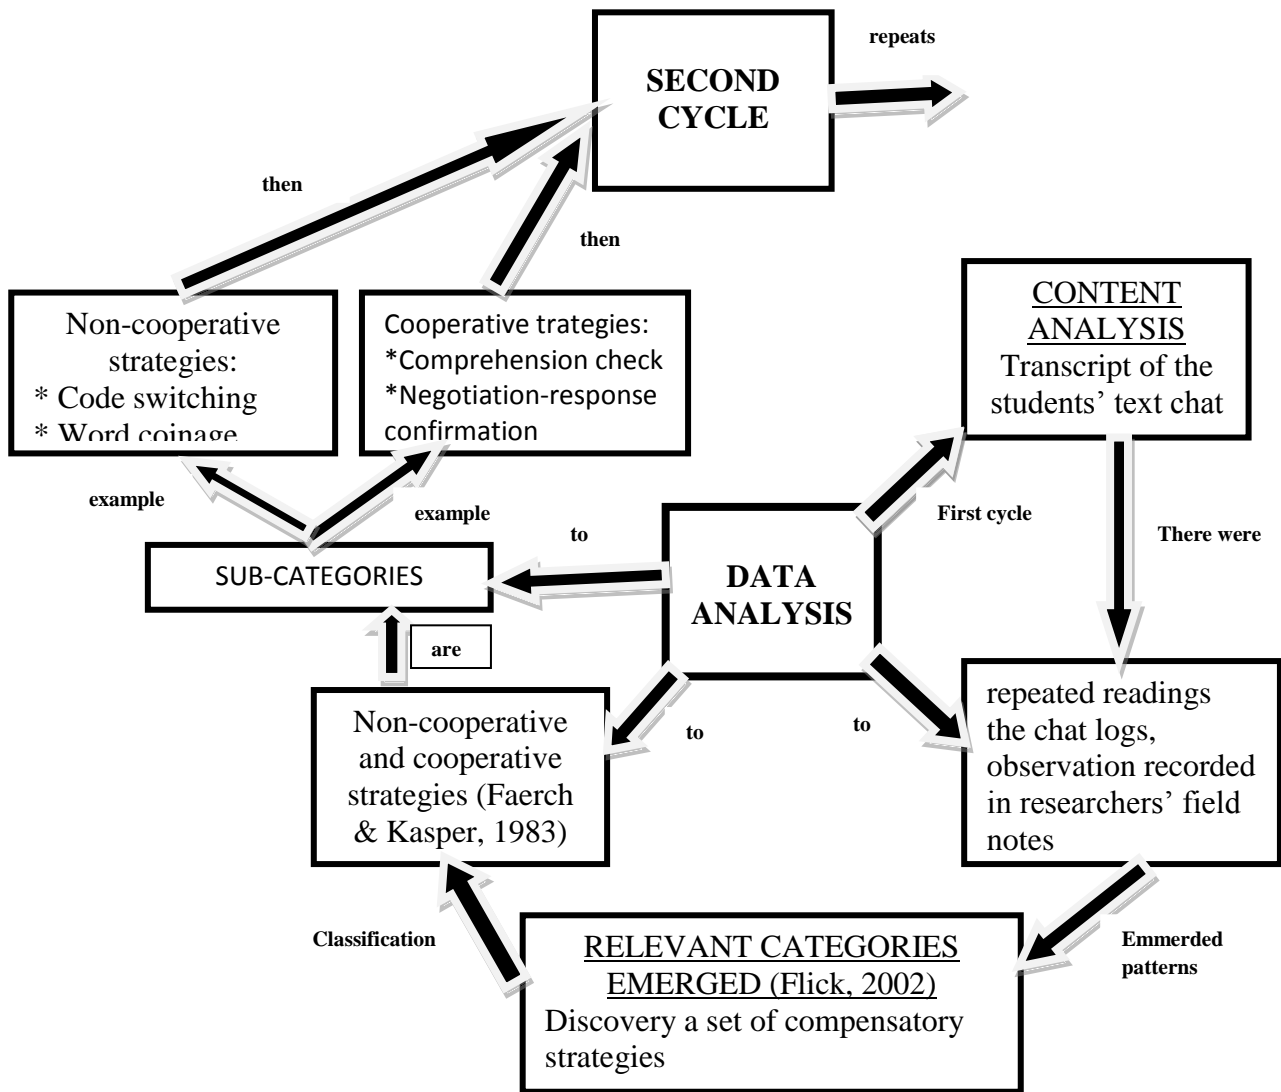 repeats
SECOND
CYCLE
then
then
Non-cooperative
strategies:
* Code switching
* Word coinage
Cooperative trategies:
*Comprehension check
*Negotiation-response
confirmation
CONTENT
ANALYSIS
Transcript of the
students’ text chat
example
example
to
First cycle
There were
SUB-CATEGORIES
DATA
ANALYSIS
are
Non-cooperative
and cooperative
strategies (Faerch
& Kasper, 1983)
to
to
repeated readings
the chat logs,
observation recorded
in researchers’ field
notes
Classification
RELEVANT CATEGORIES
EMERGED (Flick, 2002)
Discovery a set of compensatory
strategies
Emmerded
patterns